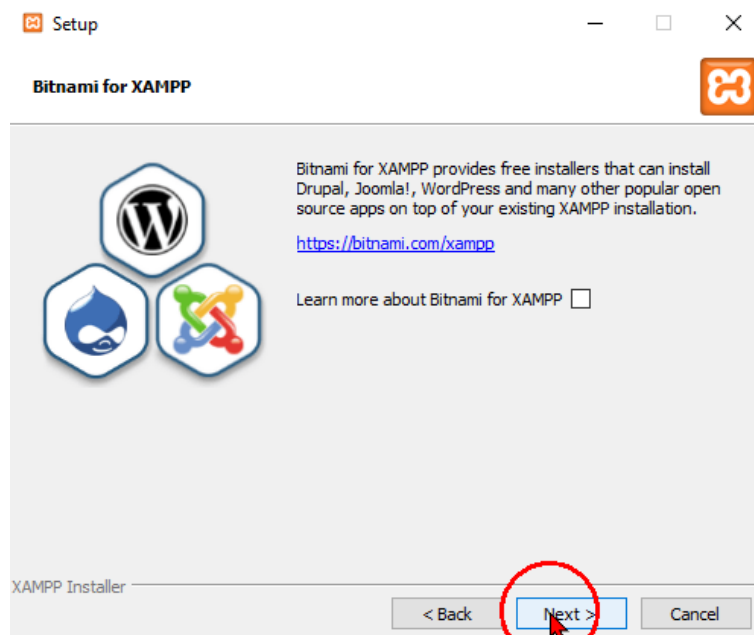 Setup
Bitnami for XAMPP
Bitnami for XAMPP provides free installers that can install
Drupal, Joomla!, WordPress and many other popular open
source apps on top of your existing XAMPP installation.
https://bitnami.com/xampp
Learn more about Bitnami for XAMPP
XAMPP Installer
< Back
Next >
Cancel